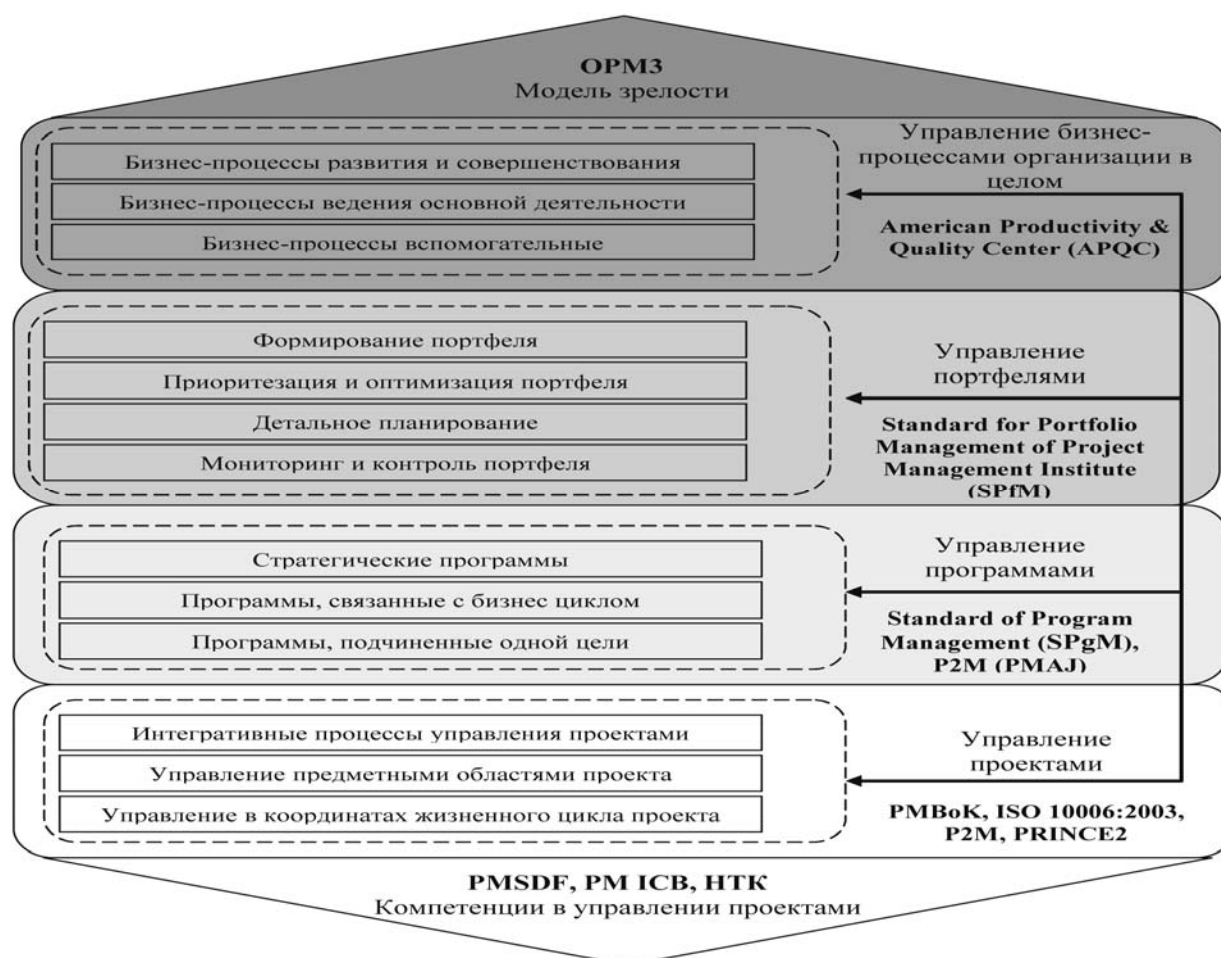 OPM3
Модель зрелости
Бизнес-процессы развития и совершенствования
Бизнес-процессы ведения основной деятельности
Бизнес-процессы вспомогательные
Управление бизнес-
процессами организации в
целом
American Productivity &
Quality Center (APQC)
Формирование портфеля
Приоритезация и оптимизация портфеля
Детальное планирование
Мониторинг и контроль портфеля
Управление
портфелями
Standard for Portfolio
Management of Project
Management Institute
(SPfM)
Стратегические программы
Программы, связанные с бизнес циклом
Программы, подчиненные одной цели
Управление
программами
Standard of Program
Management (SPgM),
P2M (PMAJ)
Интегративные процессы управления проектами
Управление предметными областями проекта
Управление в координатах жизненного цикла проекта
Управление
проектами
PMBoK, ISO 10006:2003,
P2M, PRINCE2
PMSDF, PM ICB, НТК
Компетенции в управлении проектами